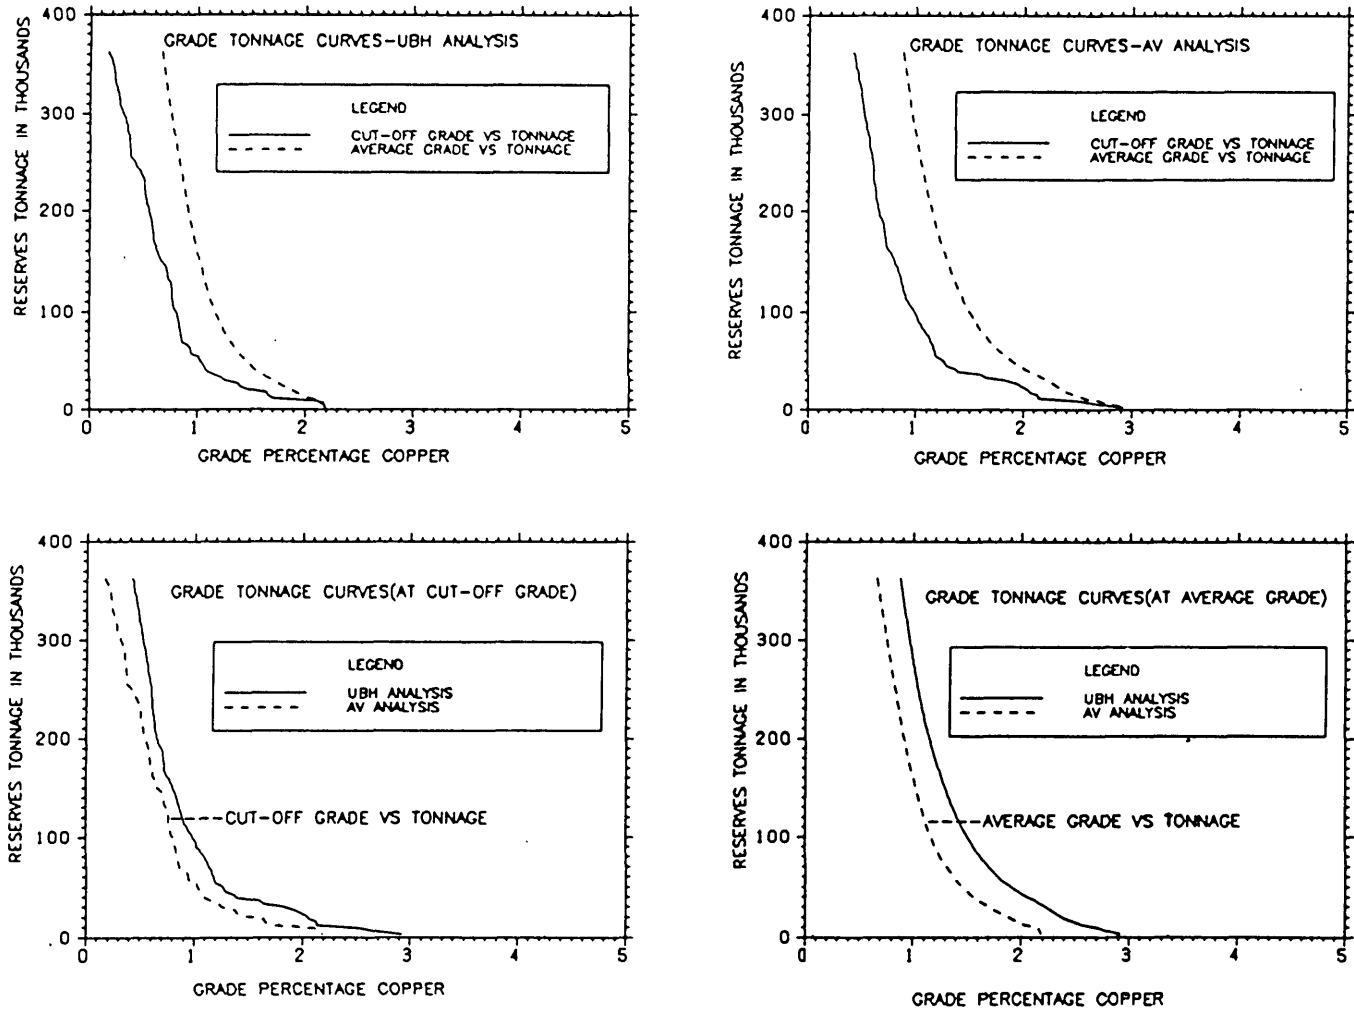 GRADE TONNAGE CURVES-UBH ANALYSIS
LEGEND
CUT-OFF GRADE VS TONNAGE
AVERAGE GRADE VS TONNAGE
RESERVES TONNAGE IN THOUSANDS
400
300
200
100
0
0 1 2 3 4 5
GRADE PERCENTAGE COPPER
GRADE TONNAGE CURVES-AV ANALYSIS
LEGEND
CUT-OFF GRADE VS TONNAGE
AVERAGE GRADE VS TONNAGE
RESERVES TONNAGE IN THOUSANDS
400
300
200
100
0
0 1 2 3 4 5
GRADE PERCENTAGE COPPER
GRADE TONNAGE CURVES(AT CUT-OFF GRADE)
LEGEND
UBH ANALYSIS
AV ANALYSIS
CUT-OFF GRADE VS TONNAGE
RESERVES TONNAGE IN THOUSANDS
400
300
200
100
0
0 1 2 3 4 5
GRADE PERCENTAGE COPPER
GRADE TONNAGE CURVES(AT AVERAGE GRADE)
LEGEND
UBH ANALYSIS
AV ANALYSIS
AVERAGE GRADE VS TONNAGE
RESERVES TONNAGE IN THOUSANDS
400
300
200
100
0
0 1 2 3 4 5
GRADE PERCENTAGE COPPER